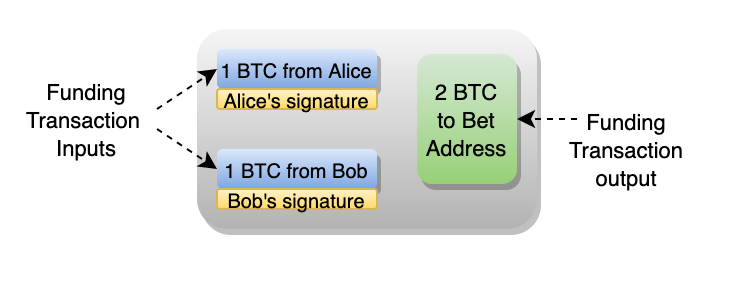 Funding
Transaction
Inputs
1 BTC from Alice
Alice's signature
1 BTC from Bob
Bob's signature
2 BTC
to Bet
Address
Funding
Transaction
output